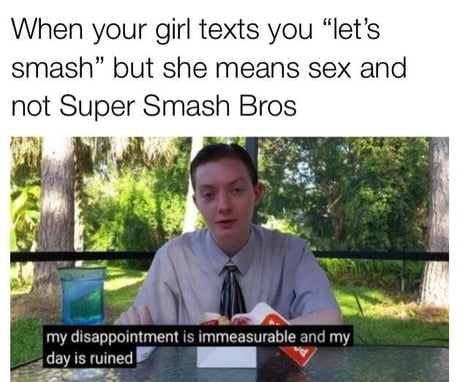 When your girl texts you “let’s
smash” but she means sex and
not Super Smash Bros
my disappointment is immeasurable and my
day is ruined